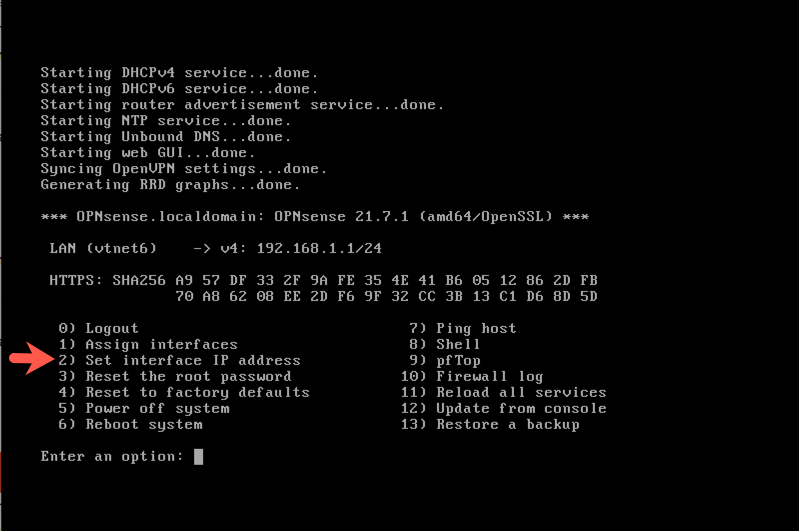 Starting DHCPv4 service...done.
Starting DHCPv6 service...done.
Starting router advertisement service...done.
Starting NTP service...done.
Starting Unbound DNS...done.
Starting web GUI...done.
Syncing OpenVPN settings...done.
Generating RRD graphs...done.
*** OPNsense.localdomain: OPNsense 21.7.1 (amd64/OpenSSL) ***
LAN (vtnet6)    -> v4: 192.168.1.1/24
HTTPS: SHA256 A9 57 DF 33 2F 9A FE 35 4E 41 B6 05 12 86 2D FB
70 A8 62 08 EE 2D F6 9F 32 CC 3B 13 C1 D6 8D 5D
0) Logout                              7) Ping host
1) Assign interfaces                   8) Shell
2) Set interface IP address            9) pfTop
3) Reset the root password            10) Firewall log
4) Reset to factory defaults          11) Reload all services
5) Power off system                   12) Update from console
6) Reboot system                      13) Restore a backup
Enter an option: